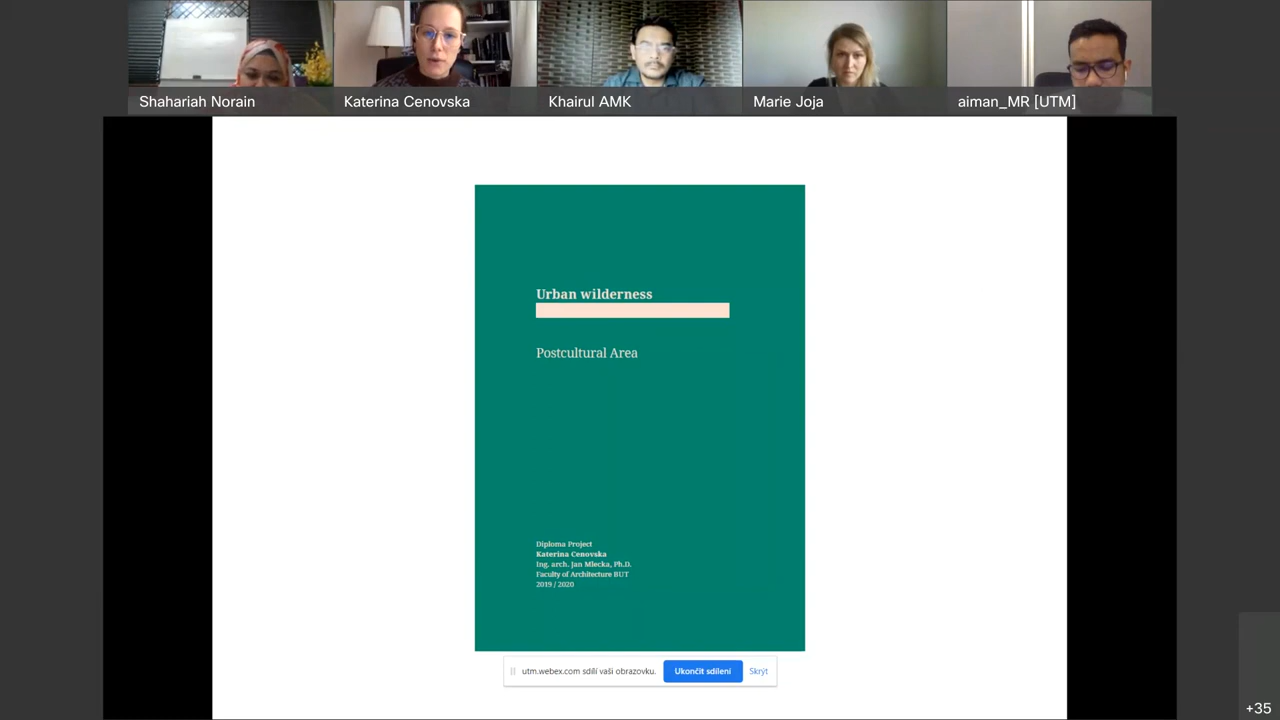 Shahariah Norain
Katerina Cenovska
Khairul AMK
Marie Joja
aiman_MR [UTM]
Urban wilderness
Postcultural Area
Diploma Project
Katerina Cenovska
Ing. arch. Jan Mlecka, Ph.D.
Faculty of Architecture BUT
2019 / 2020
utm.webex.com sdílí vaši obrazovku.
Ukončit sdílení
Skrýt
+35